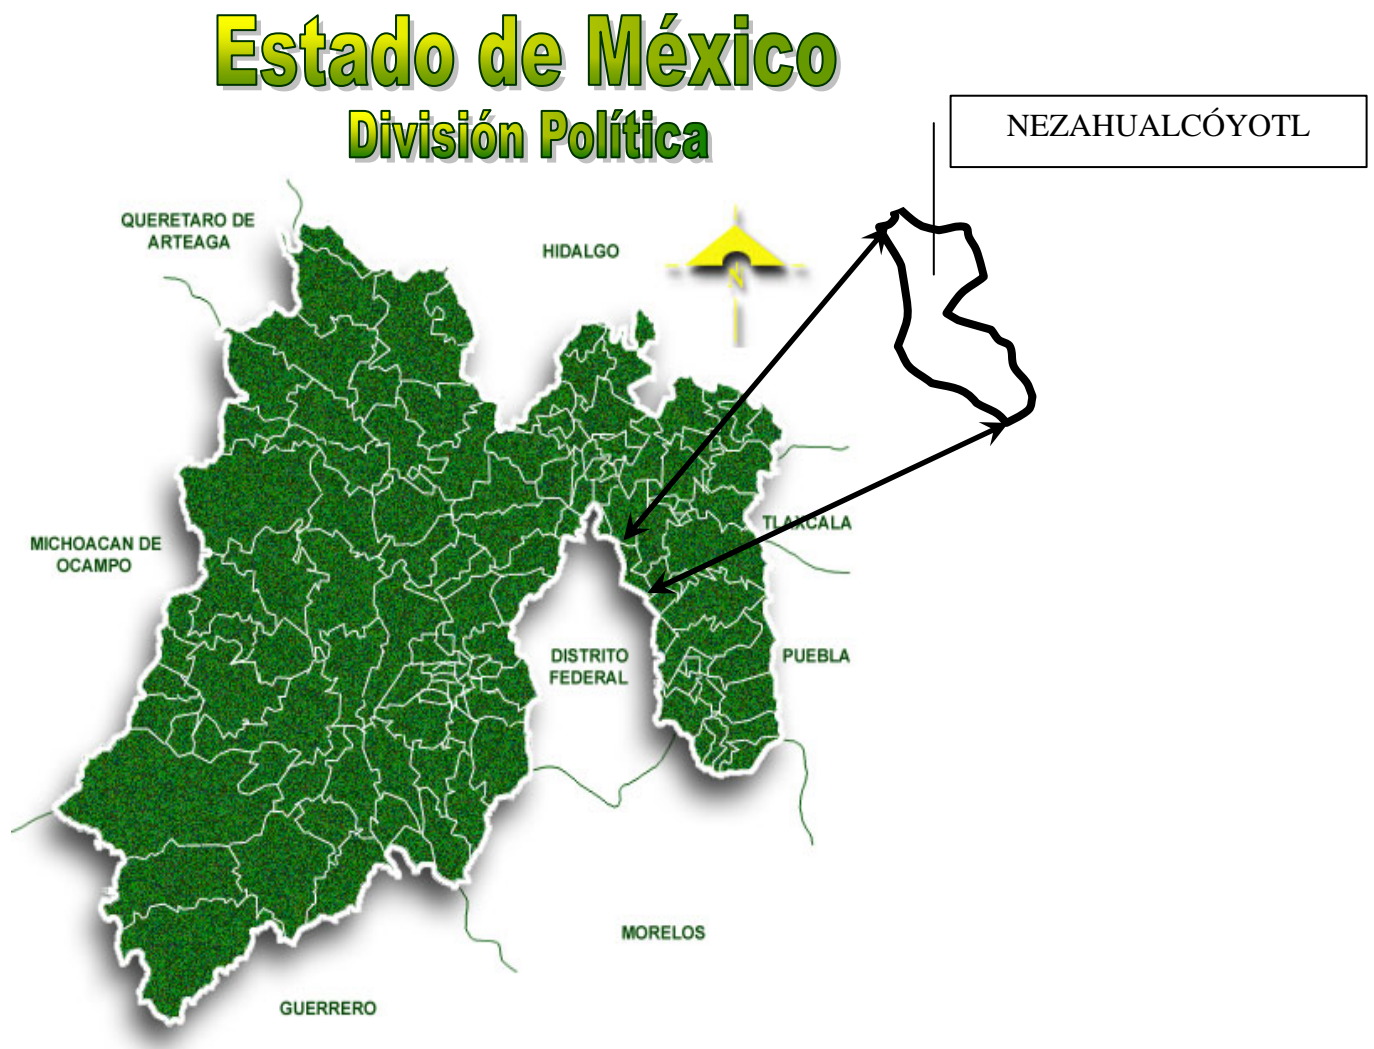 Estado de México
División Política
NEZAHUALCÓYOTL
QUERETARO DE
ARTEAGA
HIDALGO
N
TLAXCALA
MICHOACAN DE
OCAMPO
DISTRITO
FEDERAL
PUEBLA
MORELOS
GUERRERO